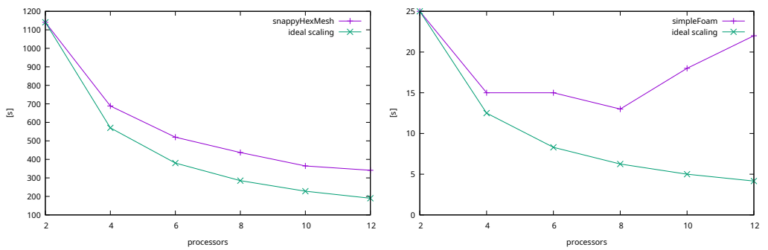 1200
1100
1000
900
800
700
600
500
400
300
200
100
[s]
snappyHexMesh
ideal scaling
2 4 6 8 10 12
processors
25
20
15
10
5
0
[s]
simpleFoam
ideal scaling
2 4 6 8 10 12
processors